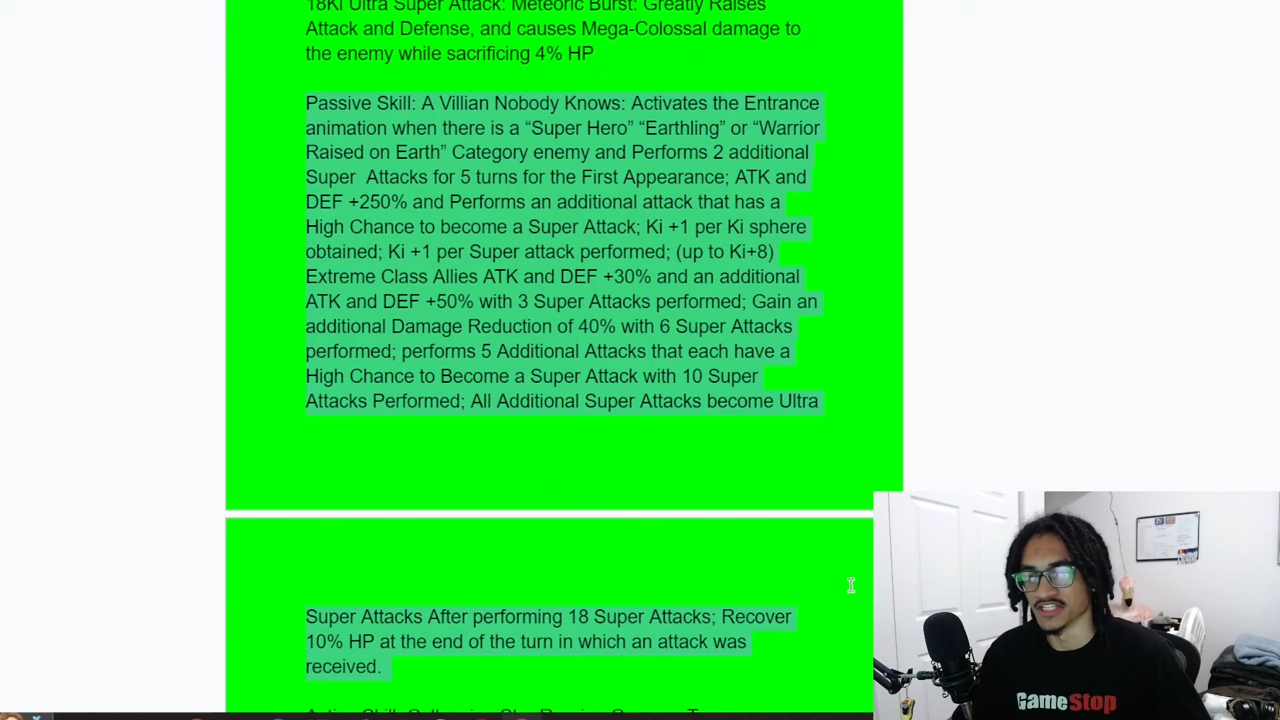 18Ki Ultra Super Attack: Meteoric Burst: Greatly Raises
Attack and Defense, and causes Mega-Colossal damage to
the enemy while sacrificing 4% HP
Passive Skill: A Villian Nobody Knows: Activates the Entrance
animation when there is a “Super Hero” “Earthling” or “Warrior
Raised on Earth” Category enemy and Performs 2 additional
Super  Attacks for 5 turns for the First Appearance; ATK and
DEF +250% and Performs an additional attack that has a
High Chance to become a Super Attack; Ki +1 per Ki sphere
obtained; Ki +1 per Super attack performed; (up to Ki+8)
Extreme Class Allies ATK and DEF +30% and an additional
ATK and DEF +50% with 3 Super Attacks performed; Gain an
additional Damage Reduction of 40% with 6 Super Attacks
performed; performs 5 Additional Attacks that each have a
High Chance to Become a Super Attack with 10 Super
Attacks Performed; All Additional Super Attacks become Ultra
Super Attacks After performing 18 Super Attacks; Recover
10% HP at the end of the turn in which an attack was
received.
GameStop